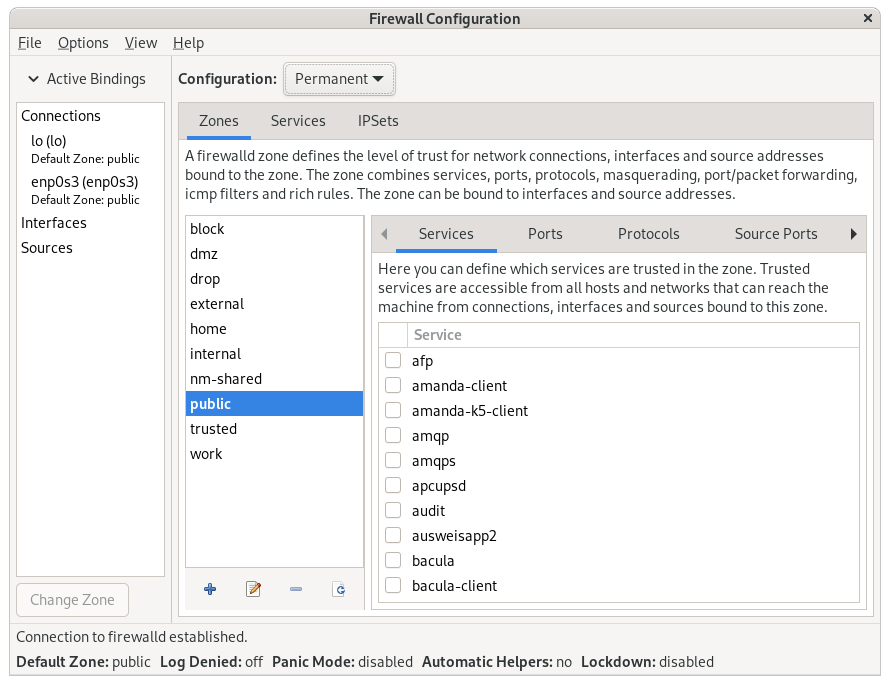 Firewall Configuration
File Options View Help
Active Bindings
Configuration: Permanent
Connections
lo (lo)
Default Zone: public
enp0s3 (enp0s3)
Default Zone: public
Interfaces
Sources
Change Zone
Zones Services IPSets
A firewalld zone defines the level of trust for network connections, interfaces and source addresses
bound to the zone. The zone combines services, ports, protocols, masquerading, port/packet forwarding,
icmp filters and rich rules. The zone can be bound to interfaces and source addresses.
block
dmz
drop
external
home
internal
nm-shared
public
trusted
work
Services Ports Protocols Source Ports
Here you can define which services are trusted in the zone. Trusted
services are accessible from all hosts and networks that can reach the
machine from connections, interfaces and sources bound to this zone.
Service
afp
amanda-client
amanda-k5-client
amqp
amqps
apcupsd
audit
ausweisapp2
bacula
bacula-client
Connection to firewalld established.
Default Zone: public Log Denied: off Panic Mode: disabled Automatic Helpers: no Lockdown: disabled